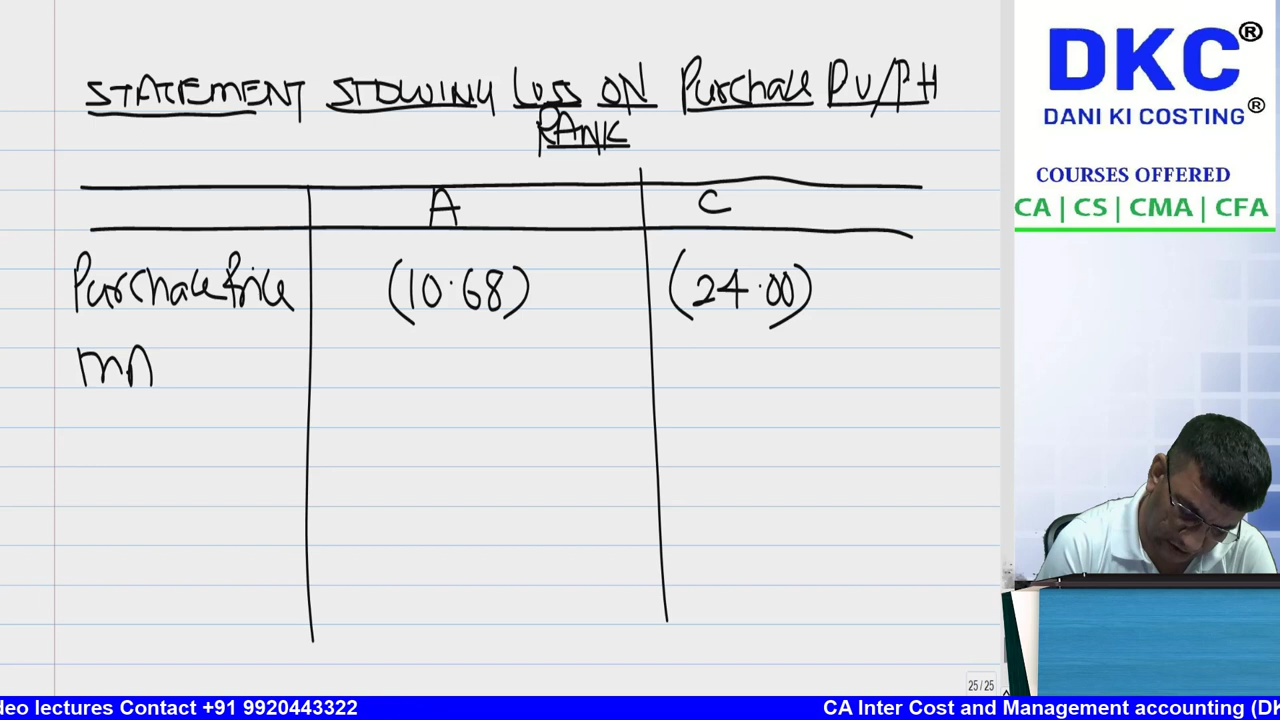 STATEMENT SHOWING LOSS ON Purchase PU/PH
RANK
A C
Purchase Price (10.68) (24.00)
DKC®
DANI KI COSTING®
COURSES OFFERED
CA | CS | CMA | CFA
25 / 25
deo lectures Contact +91 9920443322 CA Inter Cost and Management accounting (DK